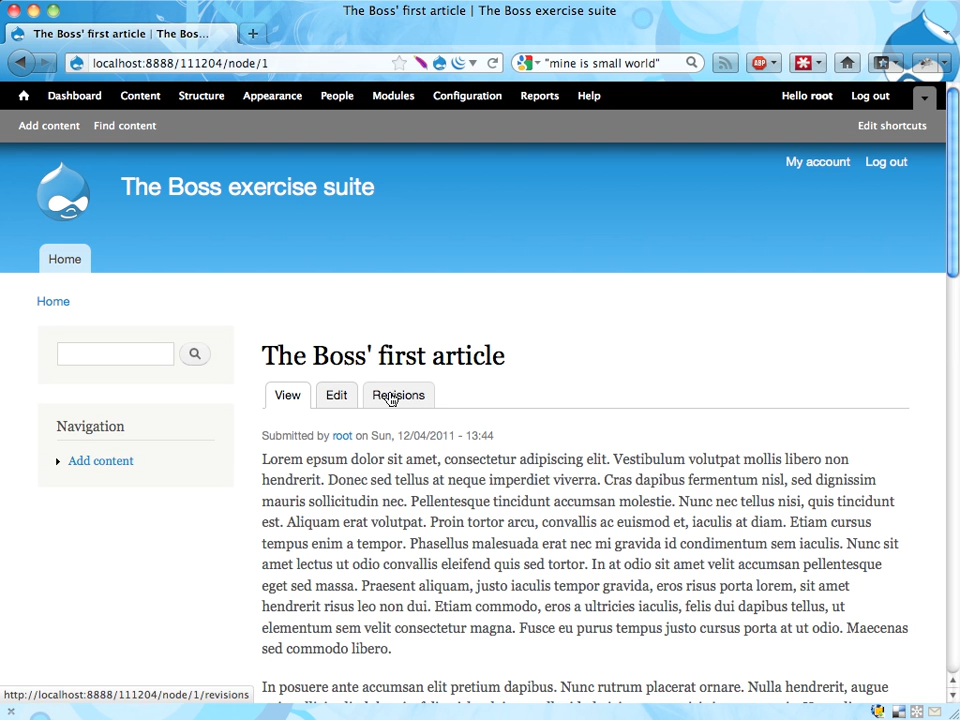 The Boss' first article | The Boss exercise suite
The Boss' first article | The Bos...
localhost:8888/111204/node/1
"mine is small world"
ABP
Dashboard Content Structure Appearance People Modules Configuration Reports Help Hello root Log out
Add content Find content Edit shortcuts
My account Log out
The Boss exercise suite
Home
Home
The Boss' first article
View Edit Revisions
Navigation
Add content
Submitted by root on Sun, 12/04/2011 - 13:44
Lorem epsum dolor sit amet, consectetur adipiscing elit. Vestibulum volutpat mollis libero non
hendrerit. Donec sed tellus at neque imperdiet viverra. Cras dapibus fermentum nisl, sed dignissim
mauris sollicitudin nec. Pellentesque tincidunt accumsan molestie. Nunc nec tellus nisi, quis tincidunt
est. Aliquam erat volutpat. Proin tortor arcu, convallis ac euismod et, iaculis at diam. Etiam cursus
tempus enim a tempor. Phasellus malesuada erat nec mi gravida id condimentum sem iaculis. Nunc sit
amet lectus ut odio convallis eleifend quis sed tortor. In at odio sit amet velit accumsan pellentesque
eget sed massa. Praesent aliquam, justo iaculis tempor gravida, eros risus porta lorem, sit amet
hendrerit risus leo non dui. Etiam commodo, eros a ultricies iaculis, felis dui dapibus tellus, ut
elementum sem velit consectetur magna. Fusce eu purus tempus justo cursus porta at ut odio. Maecenas
sed commodo libero.
In posuere ante accumsan elit pretium dapibus. Nunc rutrum placerat ornare. Nulla hendrerit, augue
http://localhost:8888/111204/node/1/revisions